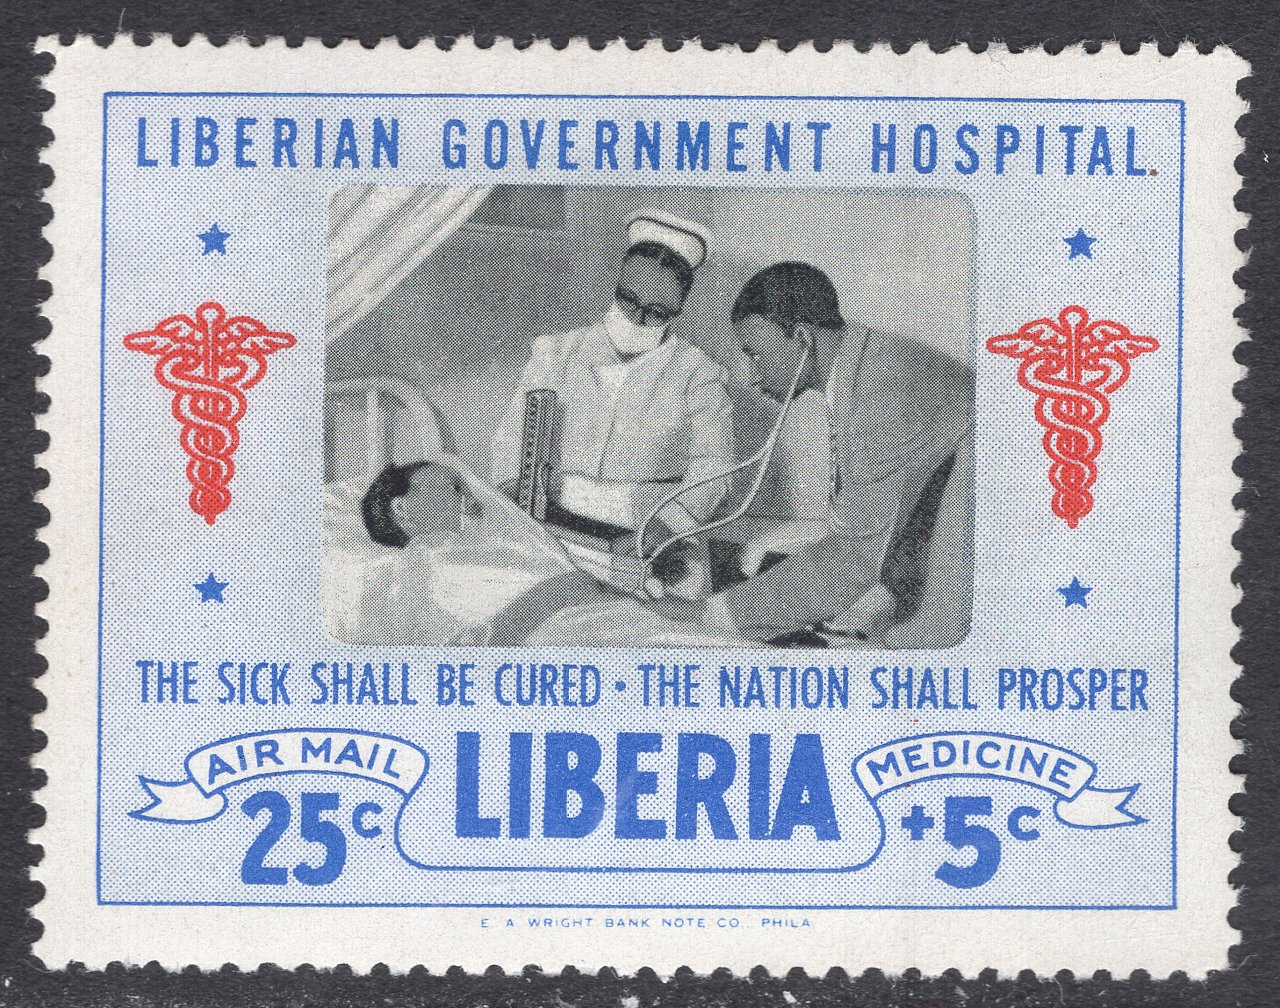 LIBERIAN GOVERNMENT HOSPITAL
THE SICK SHALL BE CURED · THE NATION SHALL PROSPER
AIR MAIL
25c
LIBERIA
MEDICINE
+5c
E. A. WRIGHT BANK NOTE CO., PHILA.